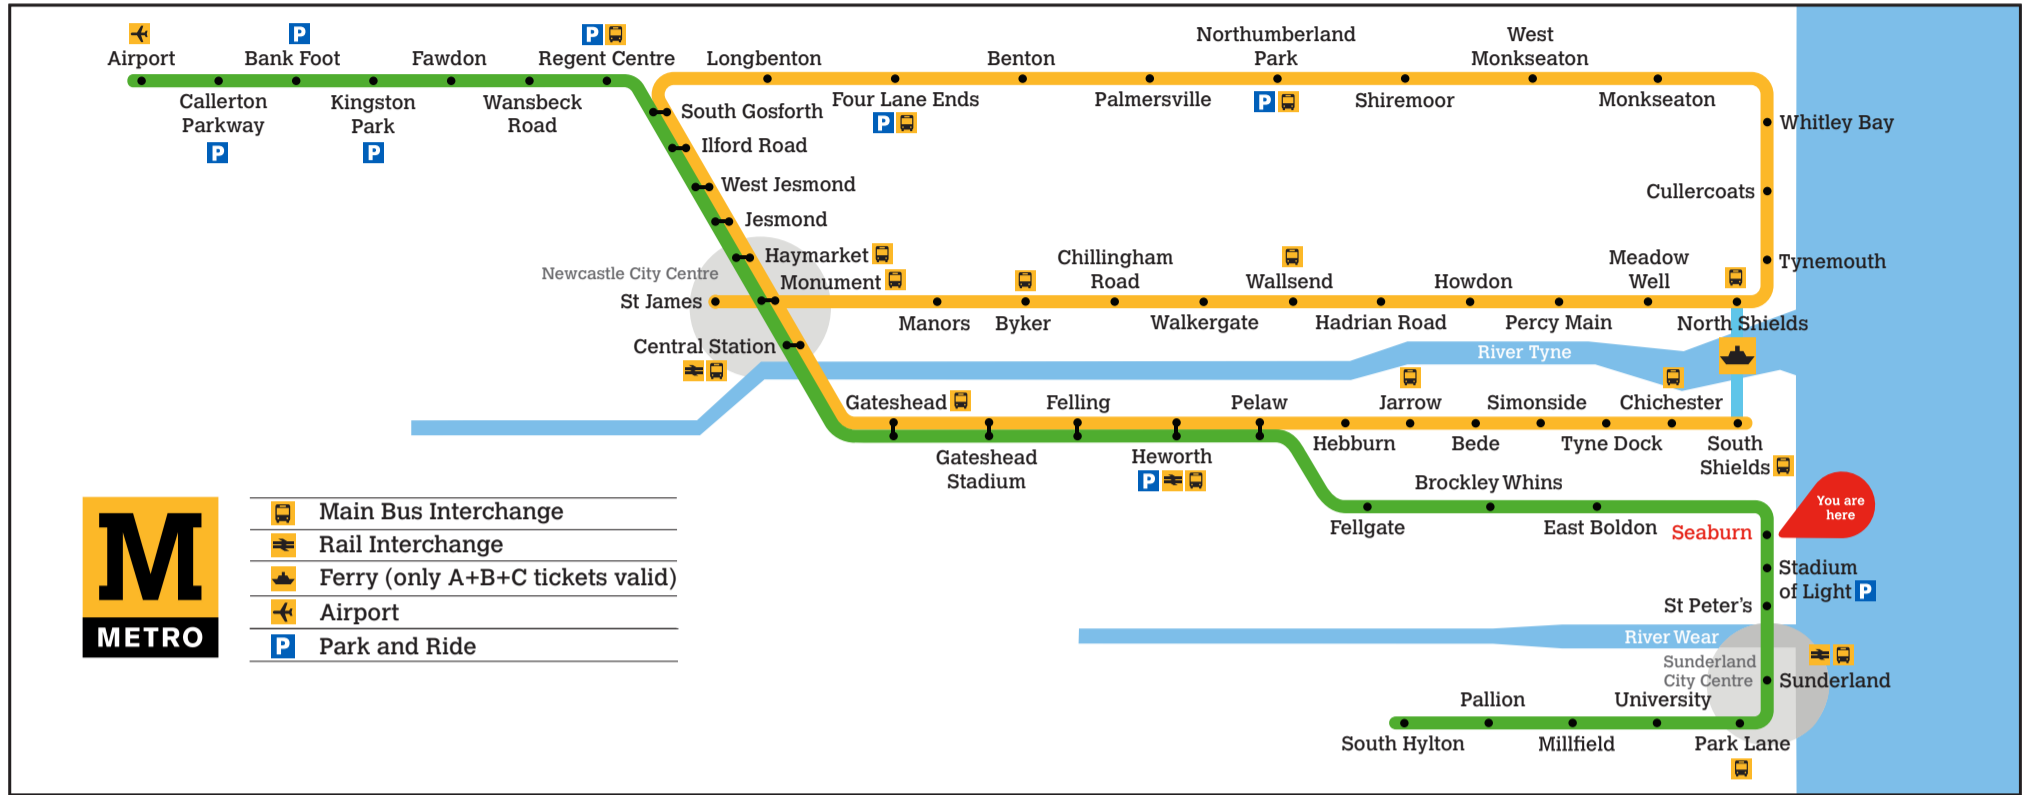 Airport
Callerton
Parkway
P
Bank Foot
P
Kingston
Park
P
Fawdon
Wansbeck
Road
P
Regent Centre
Longbenton
Four Lane Ends
P
Benton
Palmersville
Northumberland
Park
P
Shiremoor
West
Monkseaton
Monkseaton
Whitley Bay
Cullercoats
Tynemouth
South Gosforth
Ilford Road
West Jesmond
Jesmond
Haymarket
Newcastle City Centre
Monument
St James
Central Station
Manors
Byker
Chillingham
Road
Walkergate
Wallsend
Hadrian Road
Howdon
Percy Main
Meadow
Well
North Shields
River Tyne
Gateshead
Gateshead
Stadium
Felling
Heworth
P
Pelaw
Hebburn
Jarrow
Bede
Simonside
Tyne Dock
Chichester
South
Shields
Fellgate
Brockley Whins
East Boldon
Seaburn
You are
here
Stadium
of Light P
St Peter's
River Wear
Sunderland
City Centre
Sunderland
Park Lane
University
Millfield
Pallion
South Hylton
M
METRO
Main Bus Interchange
Rail Interchange
Ferry (only A+B+C tickets valid)
Airport
P Park and Ride